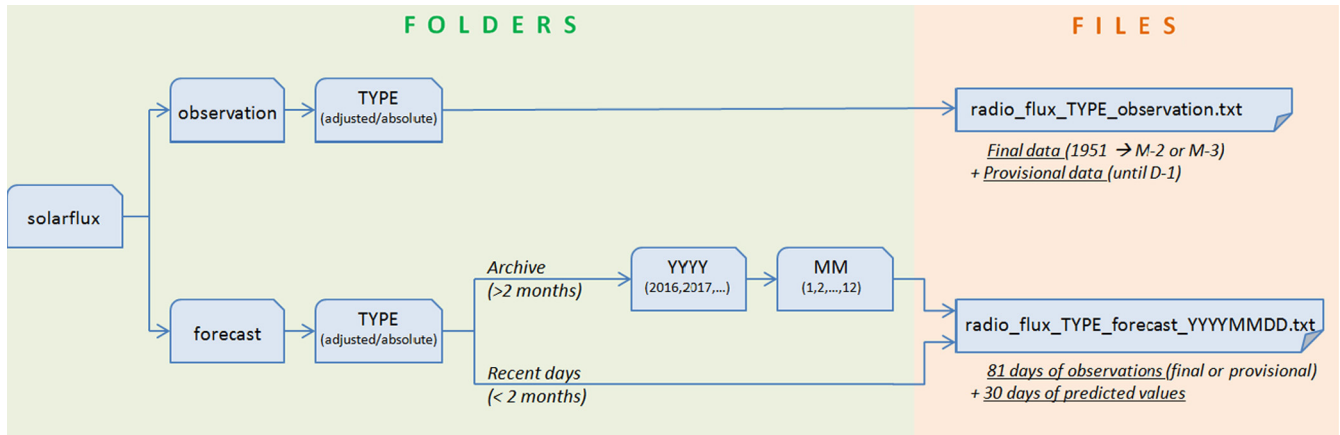 FOLDERS
FILES
observation
TYPE
(adjusted/absolute)
radio_flux_TYPE_observation.txt
Final data (1951 → M-2 or M-3)
+ Provisional data (until D-1)
solarflux
forecast
TYPE
(adjusted/absolute)
Archive
(>2 months)
YYYY
(2016,2017,...)
MM
(1,2,...,12)
Recent days
(< 2 months)
radio_flux_TYPE_forecast_YYYYMMDD.txt
81 days of observations (final or provisional)
+ 30 days of predicted values